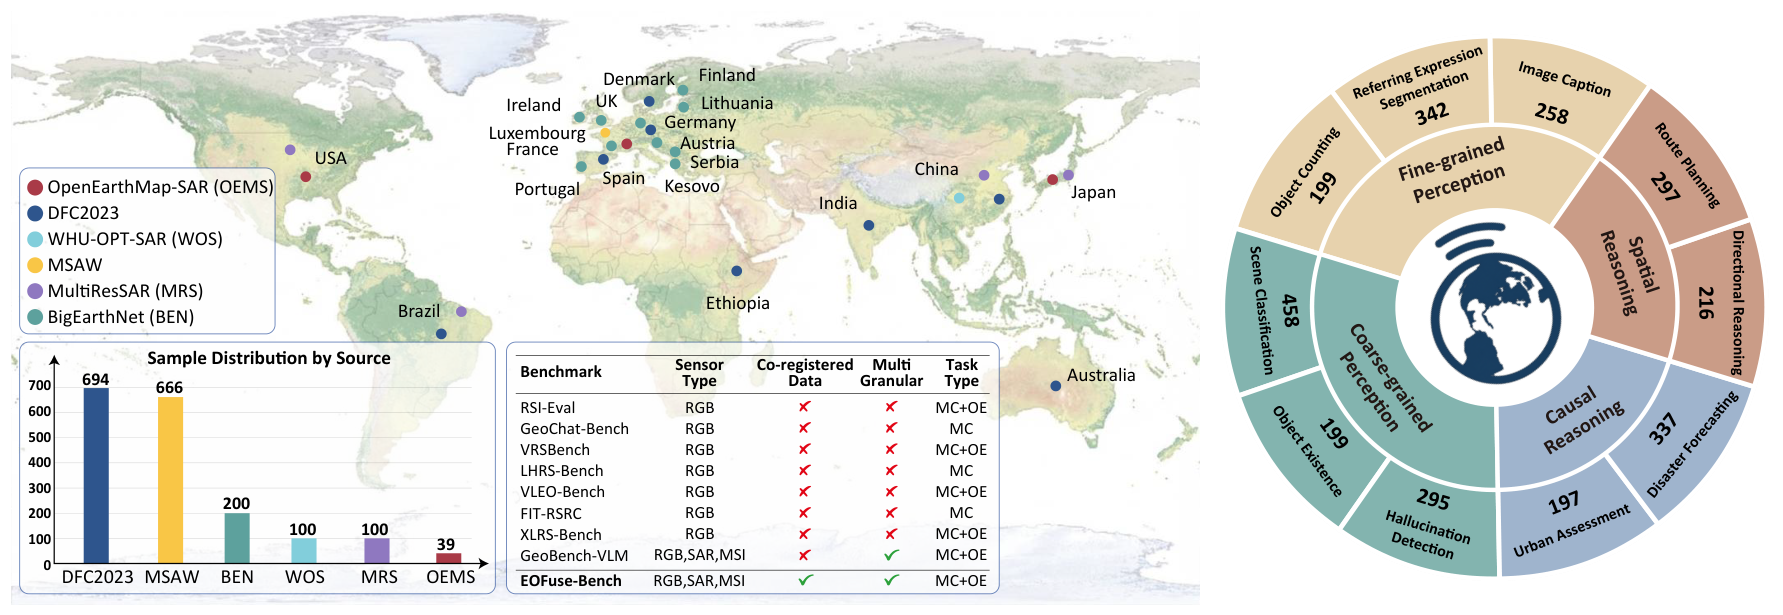 Denmark
Finland
Ireland
UK
Lithuania
Luxembourg
Germany
France
Austria
Serbia
Portugal
Spain
Kesovo
USA
China
Japan
India
Ethiopia
Brazil
Australia
OpenEarthMap-SAR (OEMS)
DFC2023
WHU-OPT-SAR (WOS)
MSAW
MultiResSAR (MRS)
BigEarthNet (BEN)
Sample Distribution by Source
700
600
500
400
300
200
100
0
694
666
200
100
100
39
DFC2023 MSAW BEN WOS MRS OEMS
Benchmark Sensor Type Co-registered Data Multi Granular Task Type
RSI-Eval RGB ✘ ✘ MC+OE
GeoChat-Bench RGB ✘ ✘ MC
VRSBench RGB ✘ ✘ MC+OE
LHRS-Bench RGB ✘ ✘ MC
VLEO-Bench RGB ✘ ✘ MC+OE
FIT-RSRC RGB ✘ ✘ MC
XLRS-Bench RGB ✘ ✘ MC+OE
GeoBench-VLM RGB,SAR,MSI ✘ ✓ MC+OE
EOFuse-Bench RGB,SAR,MSI ✓ ✓ MC+OE
Fine-grained
Perception
Object Counting
199
Referring Expression
Segmentation
342
Image Caption
258
Spatial
Reasoning
Route Planning
297
Directional Reasoning
216
Causal
Reasoning
Disaster Forecasting
337
Urban Assessment
197
Coarse-grained
Perception
Hallucination
Detection
295
Object Existence
199
Scene Classification
458